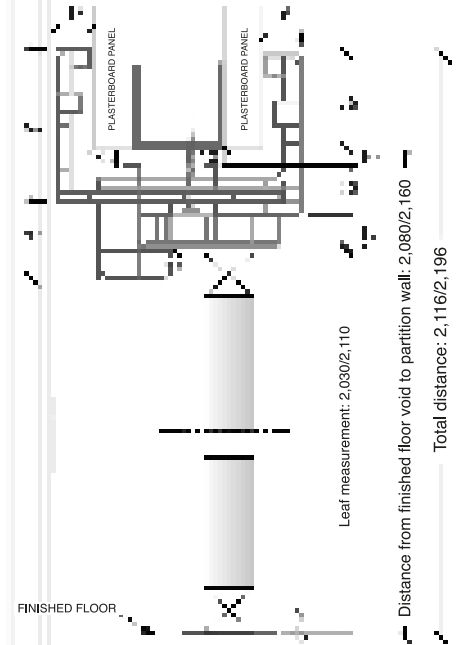 PLASTERBOARD PANEL
PLASTERBOARD PANEL
Leaf measurement: 2,030/2,110
Distance from finished floor void to partition wall: 2,080/2,160
Total distance: 2,116/2,196
FINISHED FLOOR